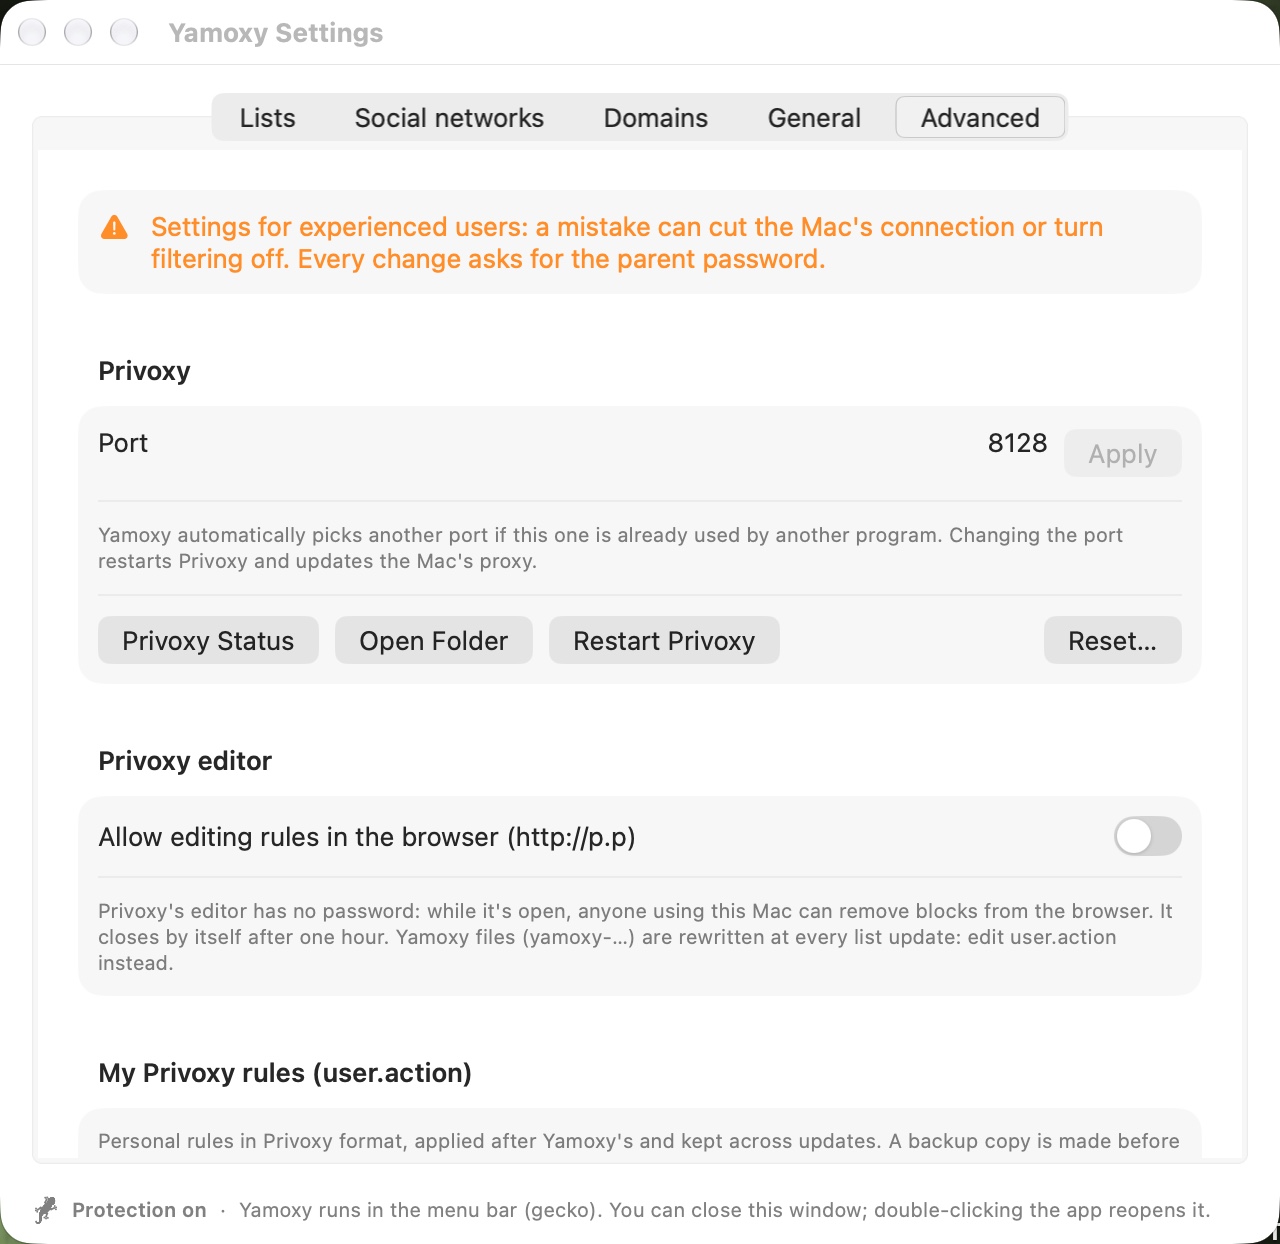 Yamoxy Settings
Lists
Social networks
Domains
General
Advanced
Settings for experienced users: a mistake can cut the Mac's connection or turn
filtering off. Every change asks for the parent password.
Privoxy
Port
8128
Apply
Yamoxy automatically picks another port if this one is already used by another program. Changing the port
restarts Privoxy and updates the Mac's proxy.
Privoxy Status
Open Folder
Restart Privoxy
Reset...
Privoxy editor
Allow editing rules in the browser (http://p.p)
Privoxy's editor has no password: while it's open, anyone using this Mac can remove blocks from the browser. It
closes by itself after one hour. Yamoxy files (yamoxy-...) are rewritten at every list update: edit user.action
instead.
My Privoxy rules (user.action)
Personal rules in Privoxy format, applied after Yamoxy's and kept across updates. A backup copy is made before
Protection on · Yamoxy runs in the menu bar (gecko). You can close this window; double-clicking the app reopens it.